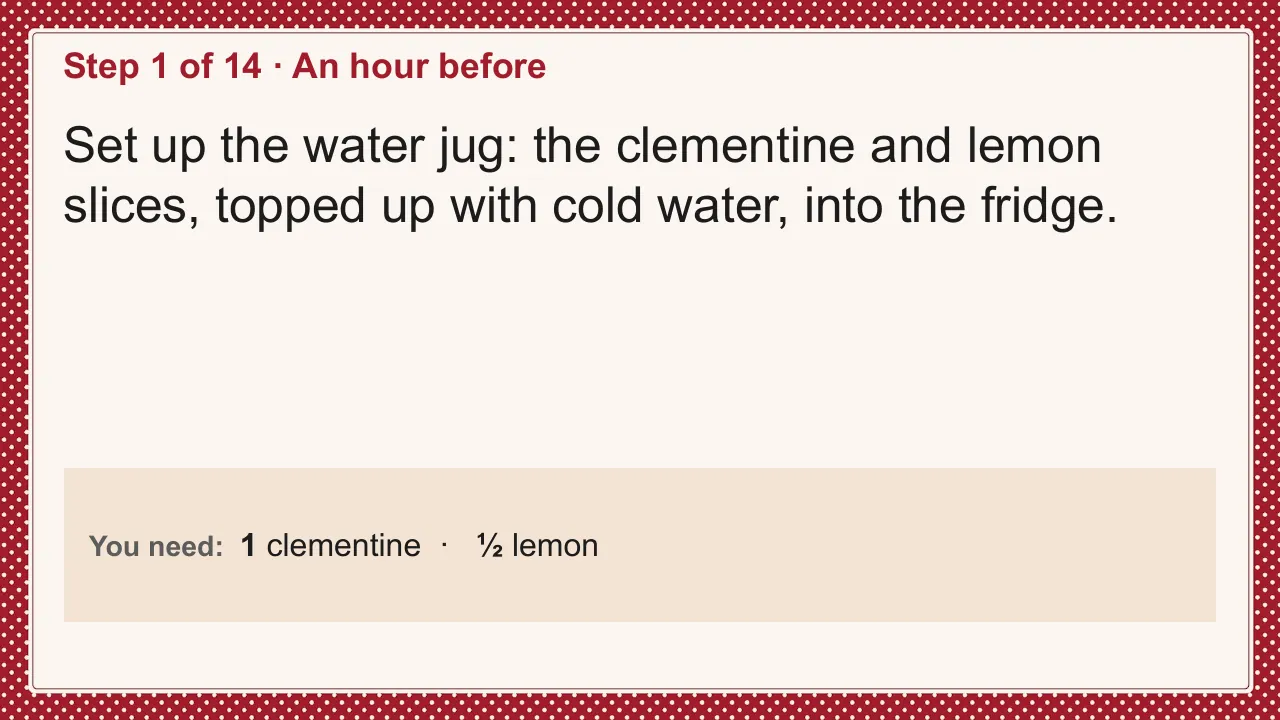 Step 1 of 14 · An hour before
Set up the water jug: the clementine and lemon
slices, topped up with cold water, into the fridge.
You need: 1 clementine · ½ lemon